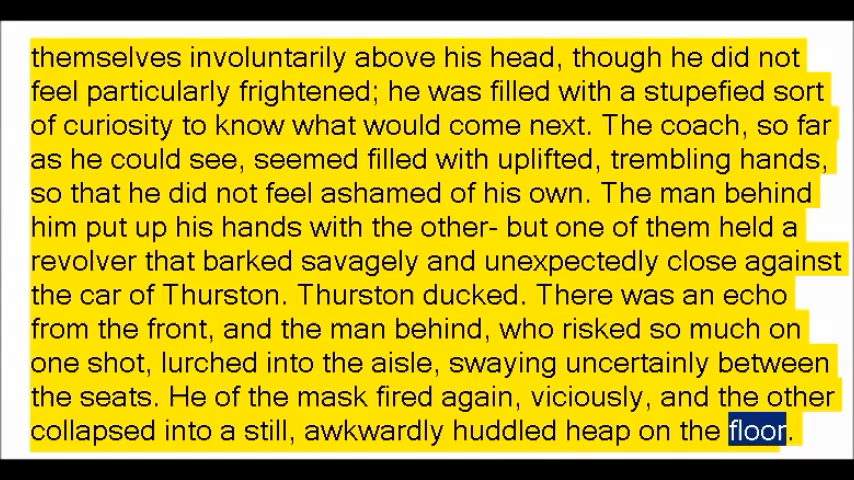 themselves involuntarily above his head, though he did not
feel particularly frightened; he was filled with a stupefied sort
of curiosity to know what would come next. The coach, so far
as he could see, seemed filled with uplifted, trembling hands,
so that he did not feel ashamed of his own. The man behind
him put up his hands with the other- but one of them held a
revolver that barked savagely and unexpectedly close against
the car of Thurston. Thurston ducked. There was an echo
from the front, and the man behind, who risked so much on
one shot, lurched into the aisle, swaying uncertainly between
the seats. He of the mask fired again, viciously, and the other
collapsed into a still, awkwardly huddled heap on the floor.